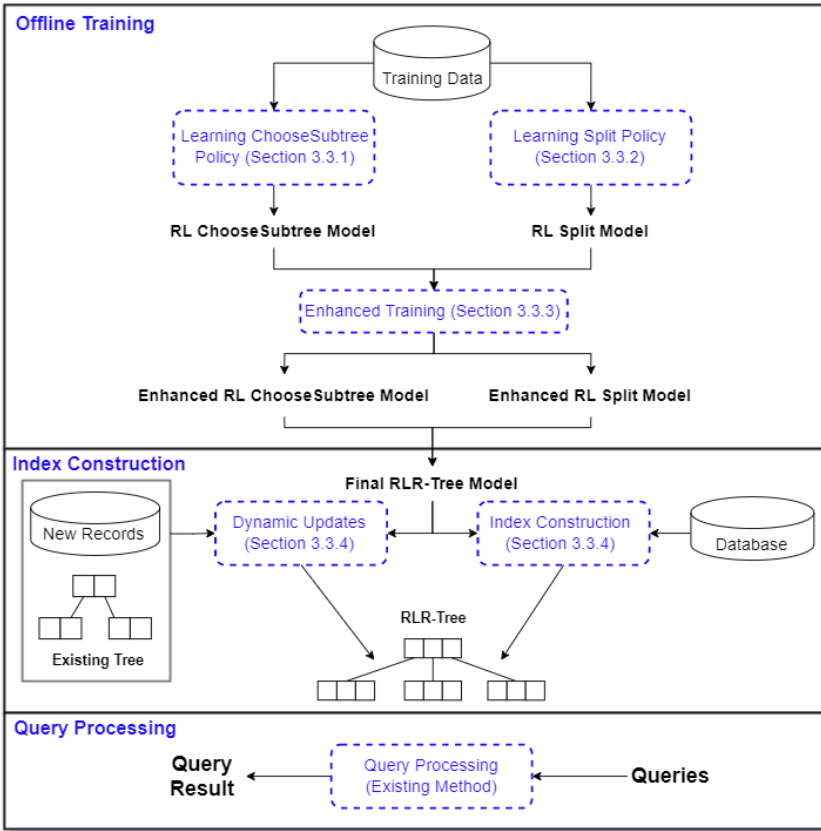 Offline Training
Training Data
Learning ChooseSubtree
Policy (Section 3.3.1)
Learning Split Policy
(Section 3.3.2)
RL ChooseSubtree Model
RL Split Model
Enhanced Training (Section 3.3.3)
Enhanced RL ChooseSubtree Model
Enhanced RL Split Model
Index Construction
Final RLR-Tree Model
New Records
Dynamic Updates
(Section 3.3.4)
Index Construction
(Section 3.3.4)
Database
Existing Tree
RLR-Tree
Query Processing
Query
Result
Query Processing
(Existing Method)
Queries